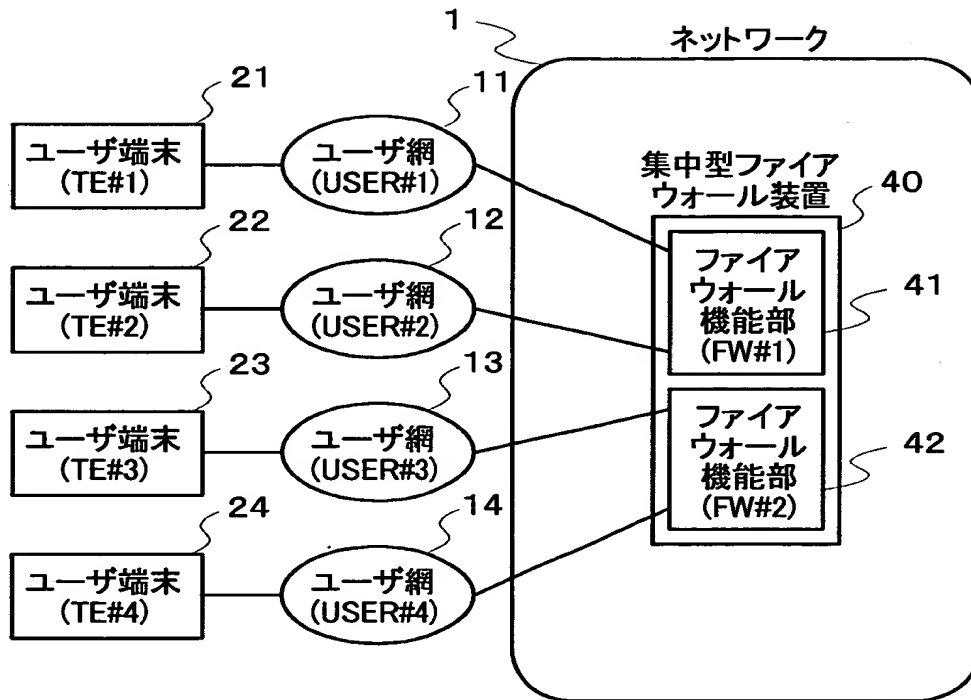 1
ネットワーク
21
11
ユーザ端末
(TE#1)
ユーザ網
(USER#1)
集中型ファイア
ウォール装置
40
22
12
ユーザ端末
(TE#2)
ユーザ網
(USER#2)
ファイア
ウォール
機能部
(FW#1)
41
23
13
ユーザ端末
(TE#3)
ユーザ網
(USER#3)
ファイア
ウォール
機能部
(FW#2)
42
24
14
ユーザ端末
(TE#4)
ユーザ網
(USER#4)